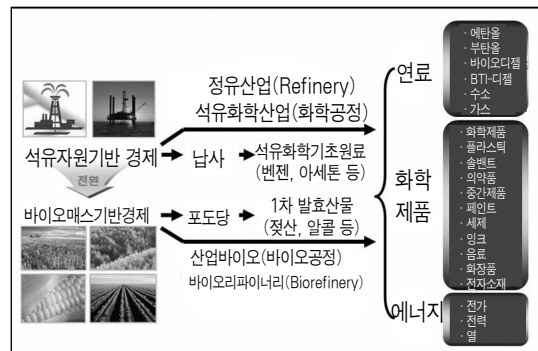 정유산업(Refinery)
석유화학산업(화학공정)
석유자원기반 경제
납사
석유화학기초원료
(벤젠, 아세톤 등)
전환
바이오매스기반경제
포도당
1차 발효산물
(젖산, 알콜 등)
산업바이오(바이오공정)
바이오리파이너리(Biorefinery)
연료
· 에탄올
· 부탄올
· 바이오디젤
· BTI-디젤
· 수소
· 가스
화학
제품
· 화학제품
· 플라스틱
· 솔밴트
· 의약품
· 중간제품
· 페인트
· 세제
· 잉크
· 음료
· 화장품
· 전자소재
에너지
· 전가
· 전력
· 열